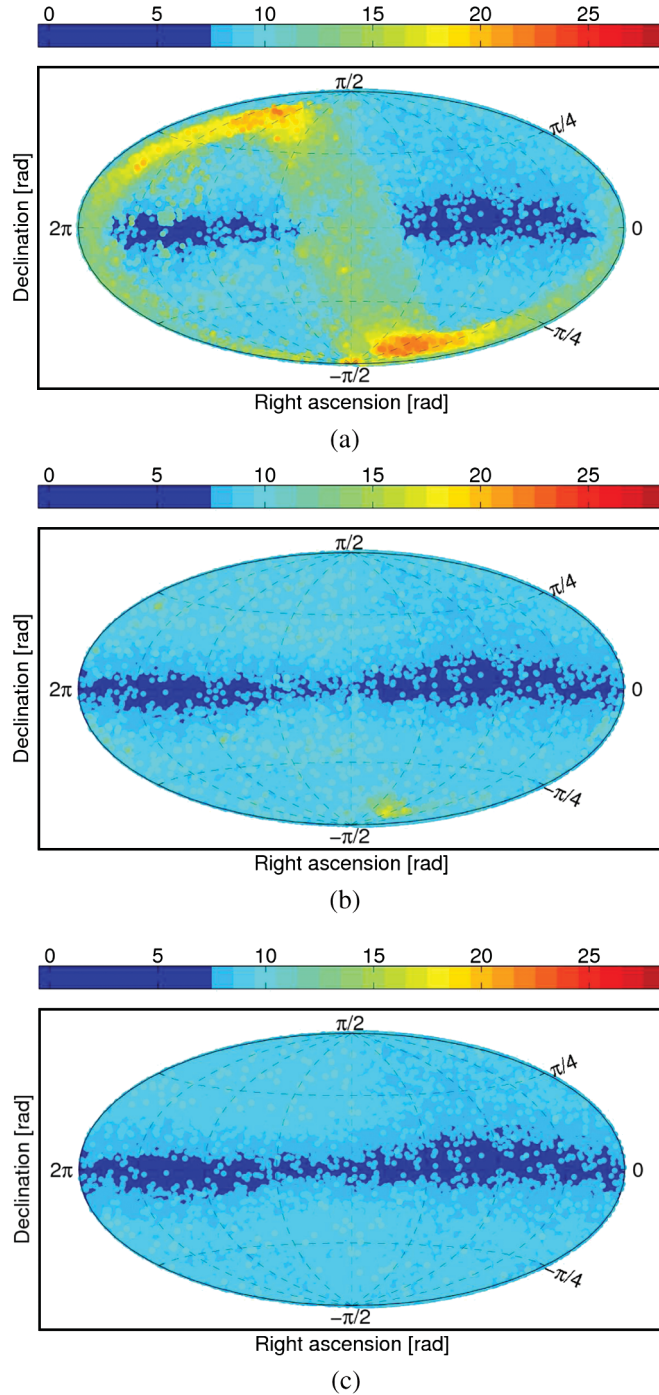 0 5 10 15 20 25
π/2
π/4
Declination [rad]
2π
0
−π/4
−π/2
Right ascension [rad]
(a)
0 5 10 15 20 25
π/2
π/4
Declination [rad]
2π
0
−π/4
−π/2
Right ascension [rad]
(b)
0 5 10 15 20 25
π/2
π/4
Declination [rad]
2π
0
−π/4
−π/2
Right ascension [rad]
(c)